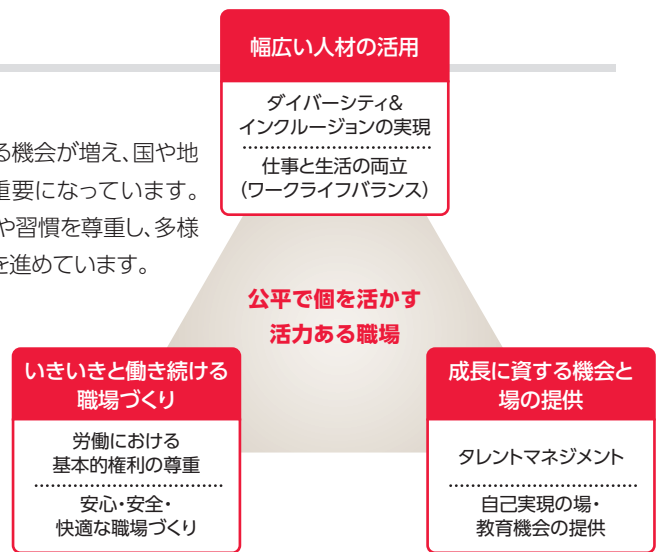 幅広い人材の活用
ダイバーシティ&
インクルージョンの実現
仕事と生活の両立
(ワークライフバランス)
る機会が増え、国や地
重要になっています。
や習慣を尊重し、多様
を進めています。
公平で個を活かす
活力ある職場
いきいきと働き続ける
職場づくり
労働における
基本的権利の尊重
安心・安全・
快適な職場づくり
成長に資する機会と
場の提供
タレントマネジメント
自己実現の場・
教育機会の提供